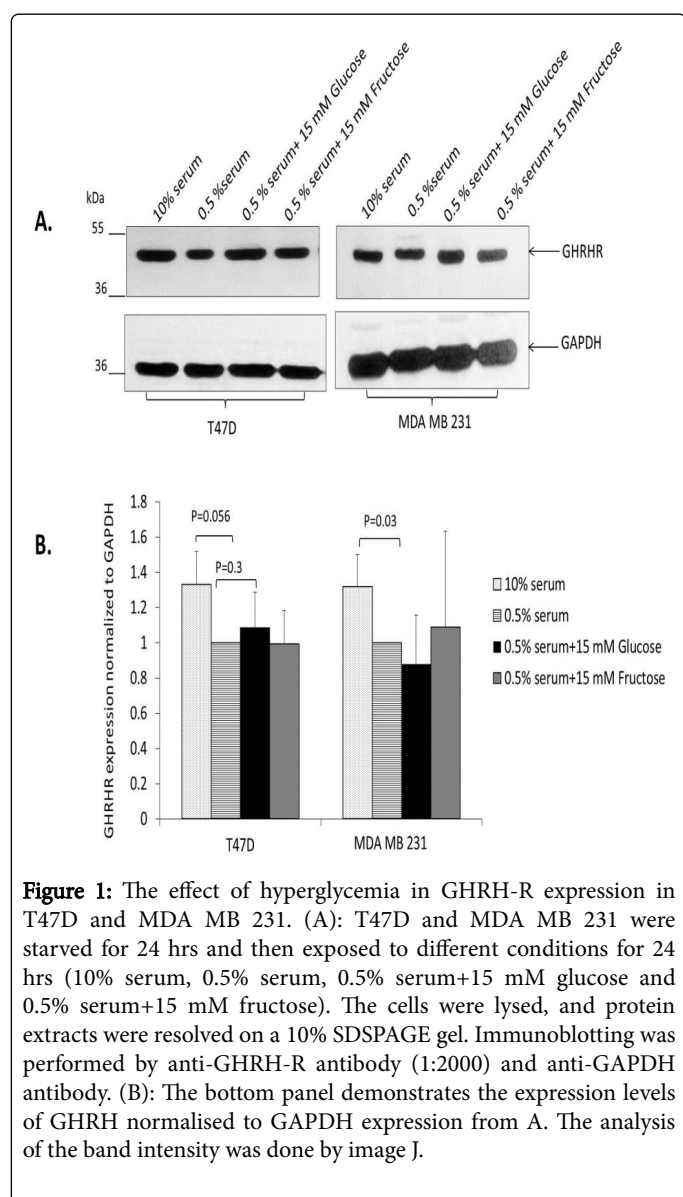 10% serum
0.5 %serum
0.5 % serum+ 15 mM Glucose
0.5 % serum+ 15 mM Fructose
10% serum
0.5 %serum
0.5 % serum+ 15 mM Glucose
0.5 % serum+ 15 mM Fructose
kDa
A.
55
36
GHRHR
36
GAPDH
T47D
MDA MB 231
B.
GHRHR expression normalized to GAPDH
1.8
1.6
1.4
1.2
1
0.8
0.6
0.4
0.2
0
P=0.056
P=0.3
P=0.03
T47D
MDA MB 231
10% serum
0.5% serum
0.5% serum+15 mM Glucose
0.5% serum+15 mM Fructose
Figure 1: The effect of hyperglycemia in GHRH-R expression in
T47D and MDA MB 231. (A): T47D and MDA MB 231 were
starved for 24 hrs and then exposed to different conditions for 24
hrs (10% serum, 0.5% serum, 0.5% serum+15 mM glucose and
0.5% serum+15 mM fructose). The cells were lysed, and protein
extracts were resolved on a 10% SDSPAGE gel. Immunoblotting was
performed by anti-GHRH-R antibody (1:2000) and anti-GAPDH
antibody. (B): The bottom panel demonstrates the expression levels
of GHRH normalised to GAPDH expression from A. The analysis
of the band intensity was done by image J.